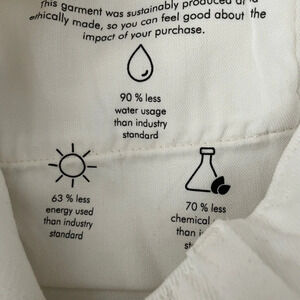 This garment was sustainably produced
ethically made, so you can feel good about the
impact of your purchase.
90 % less
water usage
than industry
standard
63 % less
energy used
than industry
standard
70 % less
chemical
than